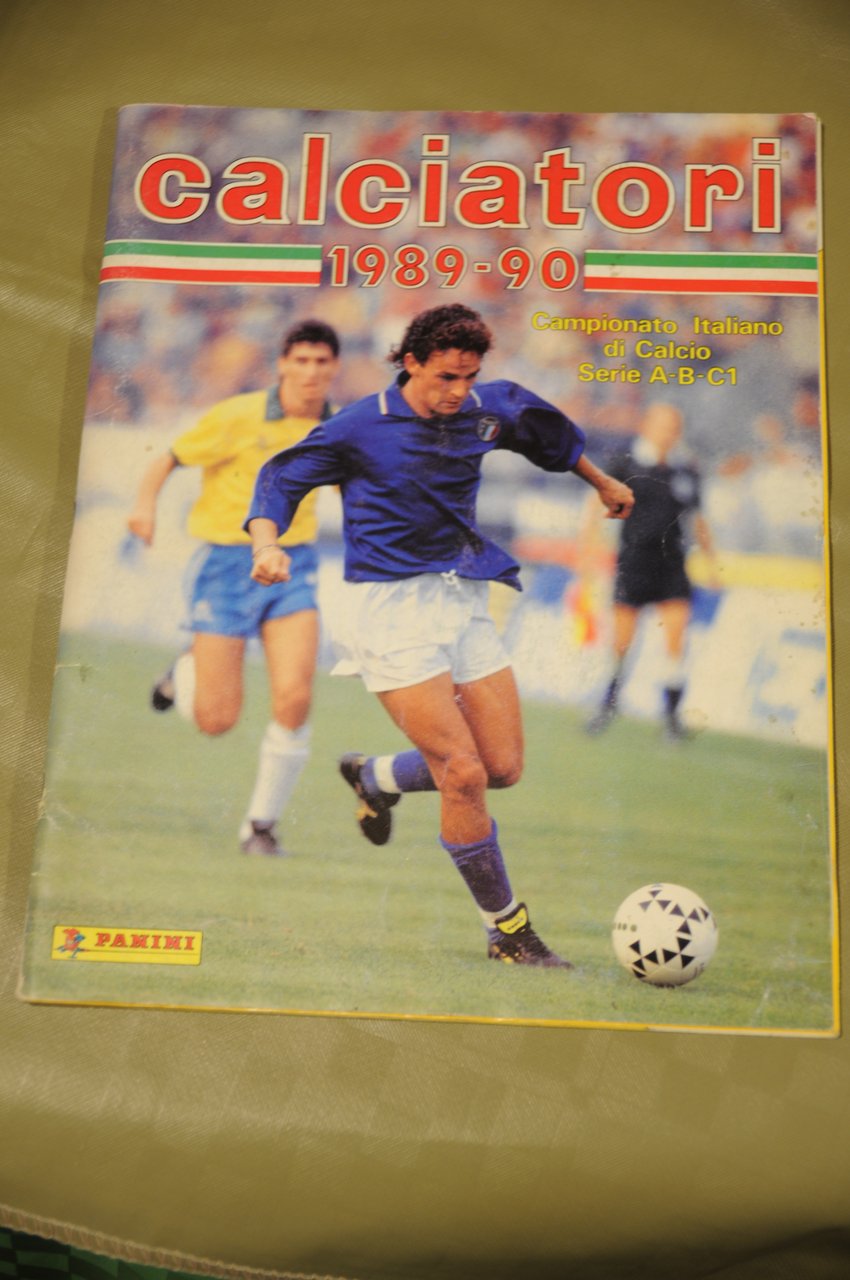 calciatori
1989-90
Campionato Italiano
di Calcio
Serie A-B-C1
PANINI